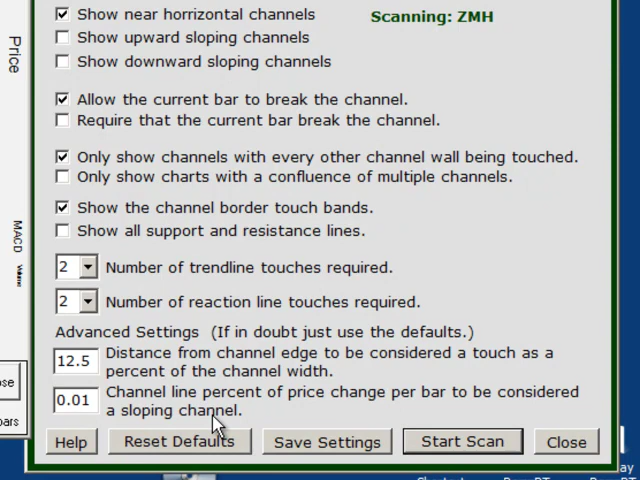 Show near horrizontal channels
Scanning: ZMH
Show upward sloping channels
Show downward sloping channels
Price
Allow the current bar to break the channel.
Require that the current bar break the channel.
Only show channels with every other channel wall being touched.
Only show charts with a confluence of multiple channels.
Show the channel border touch bands.
Show all support and resistance lines.
MACD
Volume
2 Number of trendline touches required.
2 Number of reaction line touches required.
Advanced Settings (If in doubt just use the defaults.)
12.5 Distance from channel edge to be considered a touch as a
percent of the channel width.
0.01 Channel line percent of price change per bar to be considered
a sloping channel.
Help Reset Defaults Save Settings Start Scan Close